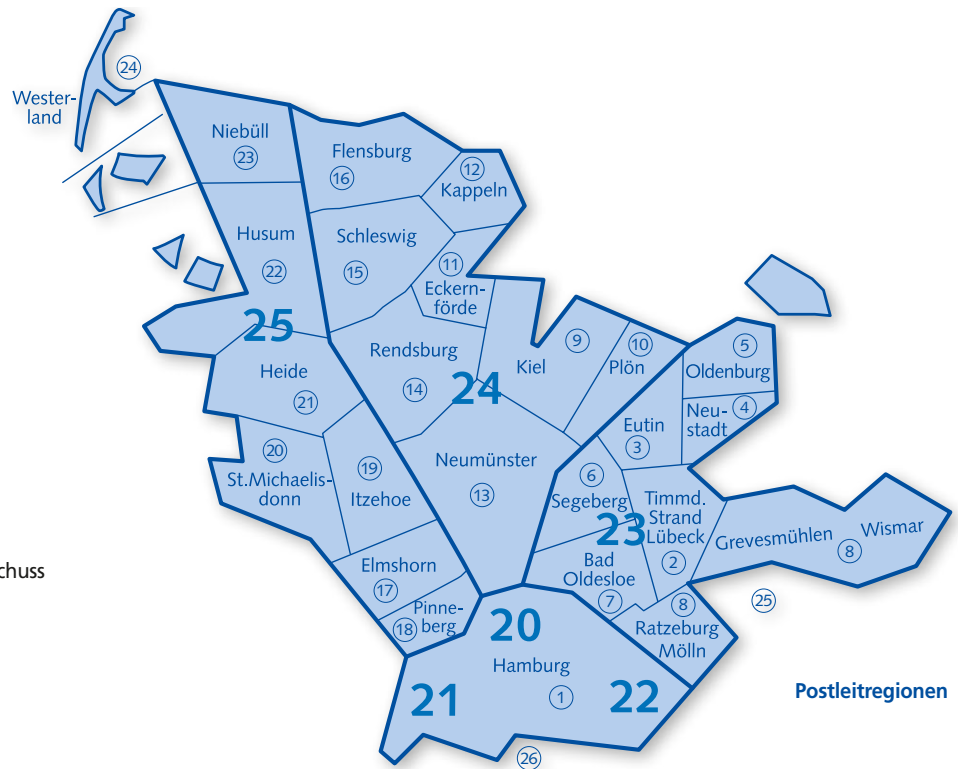 24
Wester-
land
Niebüll
23
Flensburg
16
12
Kappeln
Husum
22
Schleswig
15
11
Eckern-
förde
25
Heide
21
Rendsburg
14
24
Kiel
9
10
Plön
5
Oldenburg
Neu-
stadt
4
Eutin
3
20
St.Michaelis-
donn
19
Itzehoe
Neumünster
13
6
Segeberg
23
Timmd.
Strand
Lübeck
2
Grevesmühlen
8
Wismar
chuss
Elmshorn
17
Pinne-
berg
18
Bad
Oldesloe
7
8
Ratzeburg
Mölln
25
20
Hamburg
1
21
22
26
Postleitregionen